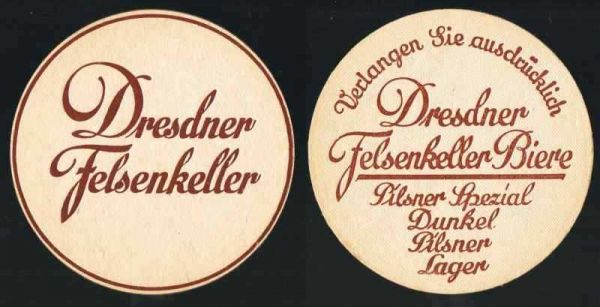 Dresdner
Felsenkeller
Verlangen Sie ausdrücklich
Dresdner
Felsenkeller Biere
Pilsner Spezial
Dunkel
Pilsner
Lager